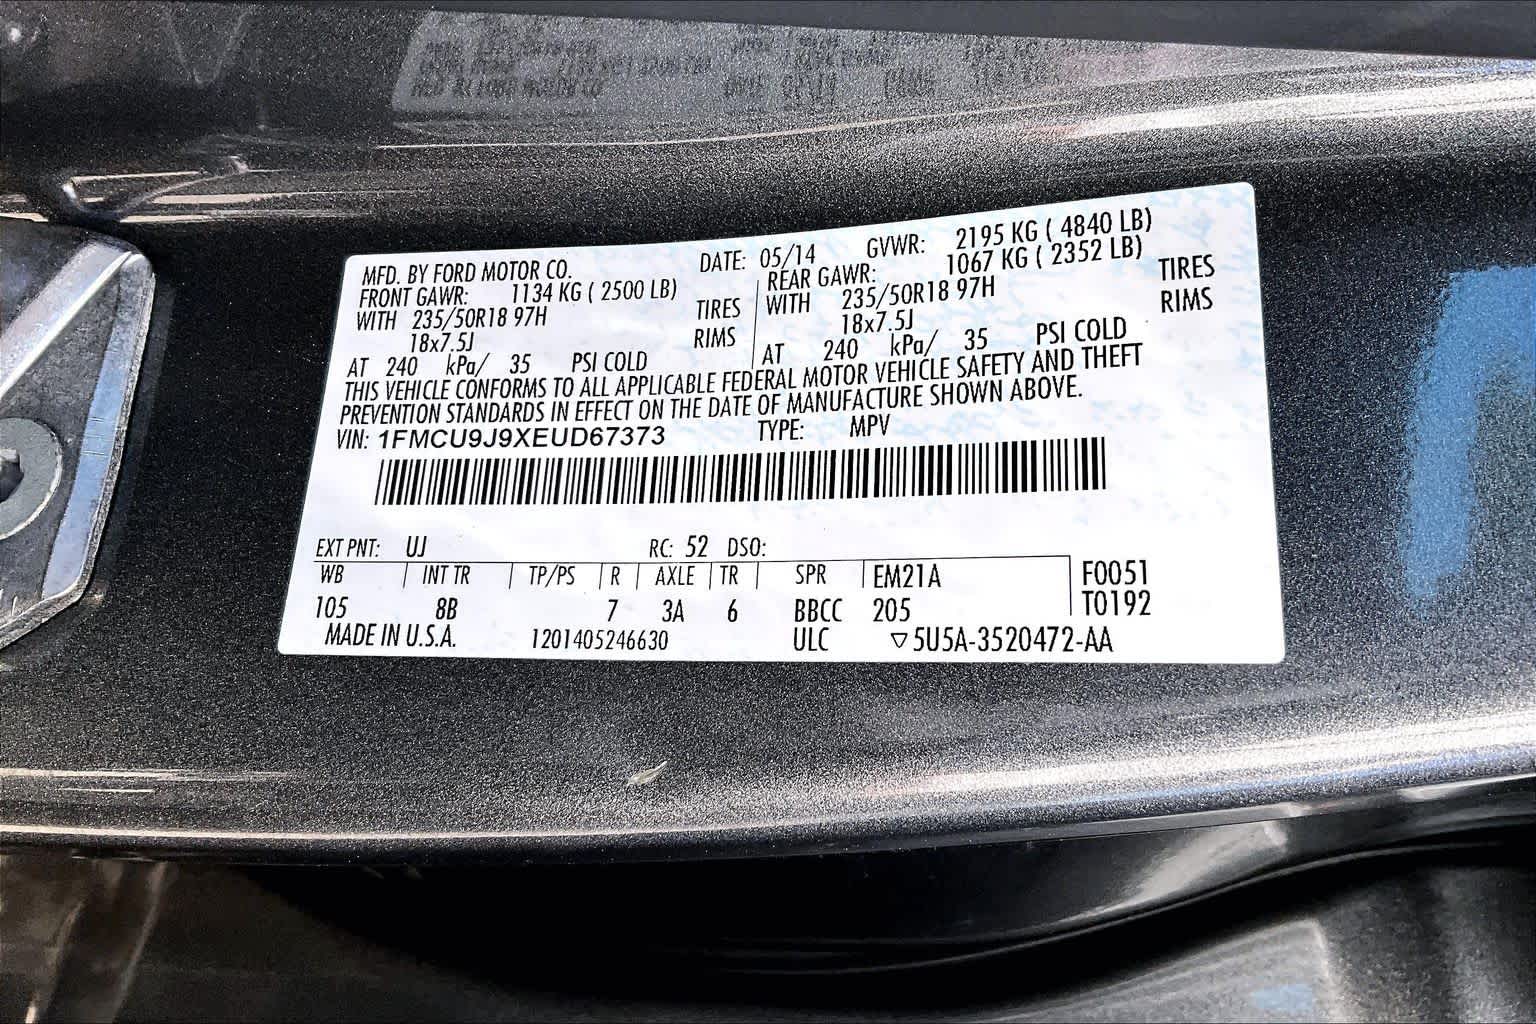 MFD. BY FORD MOTOR CO. DATE: 05/14 GVWR: 2195 KG ( 4840 LB)
FRONT GAWR: 1134 KG ( 2500 LB) REAR GAWR: 1067 KG ( 2352 LB)
WITH 235/50R18 97H TIRES WITH 235/50R18 97H TIRES
18x7.5J RIMS 18x7.5J RIMS
AT 240 kPa/ 35 PSI COLD AT 240 kPa/ 35 PSI COLD
THIS VEHICLE CONFORMS TO ALL APPLICABLE FEDERAL MOTOR VEHICLE SAFETY AND THEFT
PREVENTION STANDARDS IN EFFECT ON THE DATE OF MANUFACTURE SHOWN ABOVE.
VIN: 1FMCU9J9XEUD67373 TYPE: MPV
EXT PNT: UJ RC: 52 DSO:
WB INT TR TP/PS R AXLE TR SPR EM21A F0051
105 8B 7 3A 6 BBCC 205 T0192
MADE IN U.S.A. 1201405246630 ULC ▽5U5A-3520472-AA